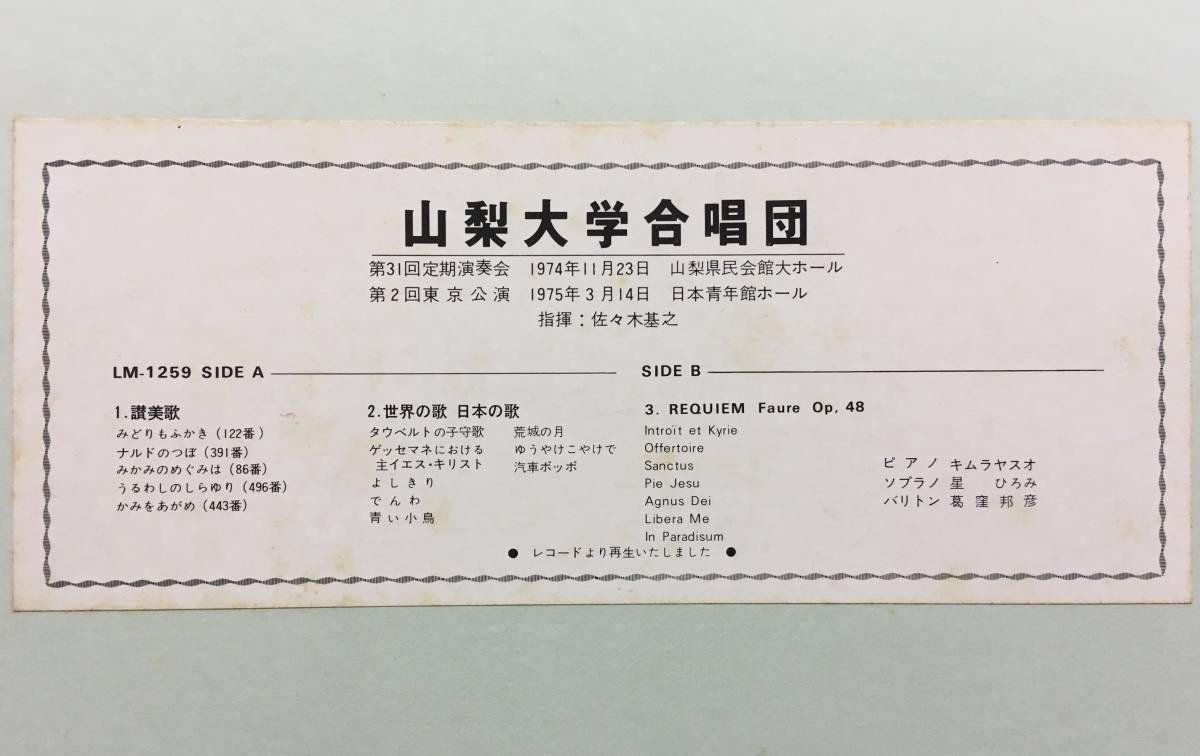 山梨大学合唱団
第31回定期演奏会 1974年11月23日 山梨県民会館大ホール
第2回東京公演 1975年3月14日 日本青年館ホール
指揮：佐々木基之
LM-1259 SIDE A
1. 讃美歌
みどりもふかき（122番）
ナルドのつぼ（391番）
みかみのめぐみは（86番）
うるわしのしらゆり（496番）
かみをあがめ（443番）
2. 世界の歌 日本の歌
タウベルトの子守歌 荒城の月
ゲッセマネにおける ゆうやけこやけで
主イエス・キリスト 汽車ポッポ
よしきり
でんわ
青い小鳥
SIDE B
3. REQUIEM Faure Op, 48
Introït et Kyrie
Offertoire
Sanctus
Pie Jesu
Agnus Dei
Libera Me
In Paradisum
ピアノ キムラヤスオ
ソプラノ 星 ひろみ
バリトン 葛窪邦彦
● レコードより再生いたしました ●